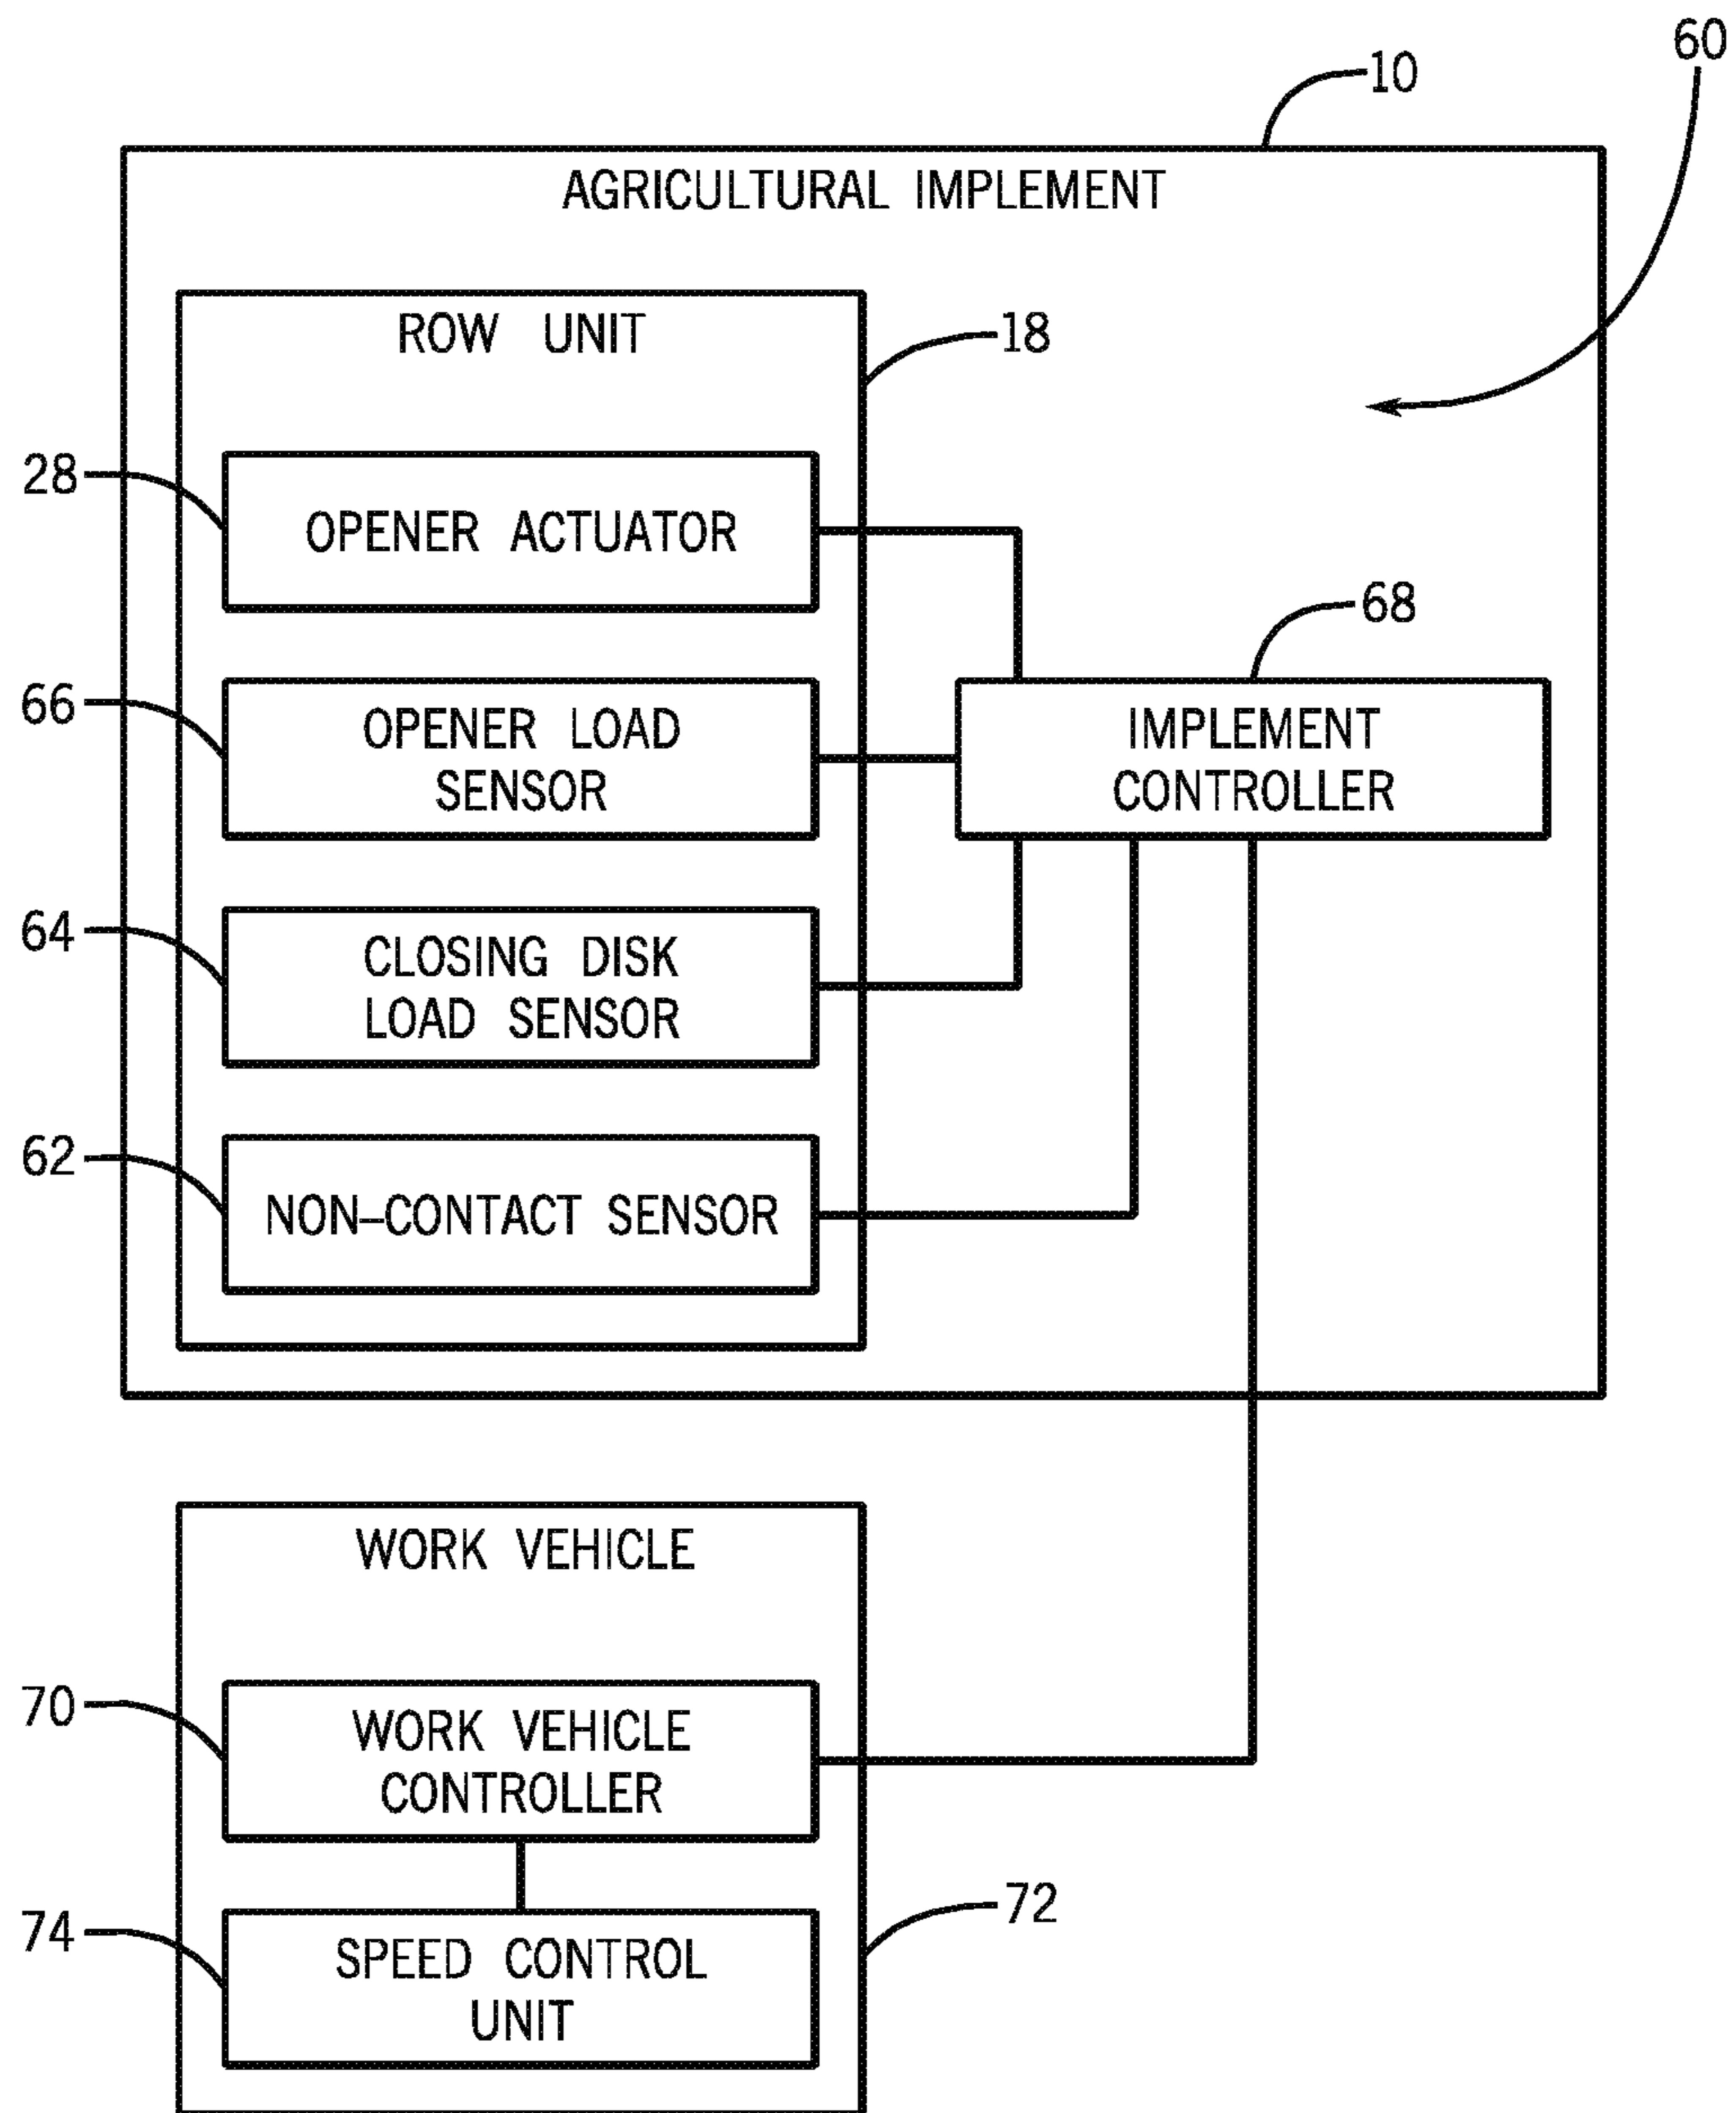 60
10
AGRICULTURAL IMPLEMENT
ROW UNIT
18
28
OPENER ACTUATOR
68
66
OPENER LOAD
SENSOR
IMPLEMENT
CONTROLLER
64
CLOSING DISK
LOAD SENSOR
62
NON–CONTACT SENSOR
WORK VEHICLE
70
WORK VEHICLE
CONTROLLER
72
74
SPEED CONTROL
UNIT